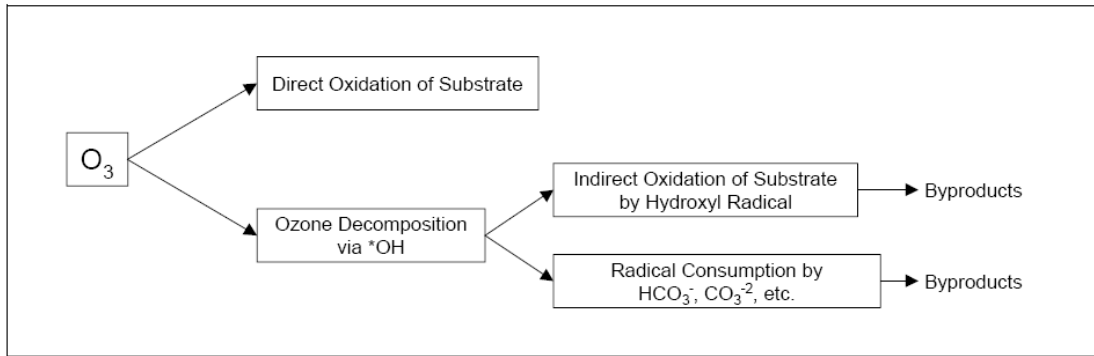 Direct Oxidation of Substrate
O₃
Indirect Oxidation of Substrate
by Hydroxyl Radical
Byproducts
Ozone Decomposition
via *OH
Radical Consumption by
HCO₃⁻, CO₃⁻², etc.
Byproducts